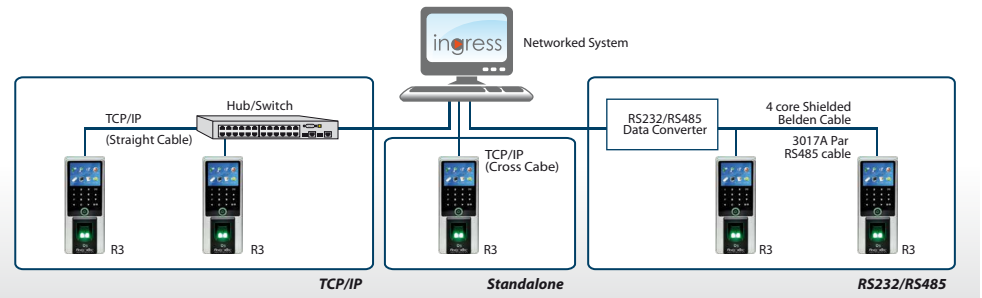 ingress
Networked System
Hub/Switch
TCP/IP
(Straight Cable)
R3
R3
TCP/IP
TCP/IP
(Cross Cabe)
R3
Standalone
RS232/RS485
Data Converter
4 core Shielded
Belden Cable
3017A Par
RS485 cable
R3
R3
RS232/RS485